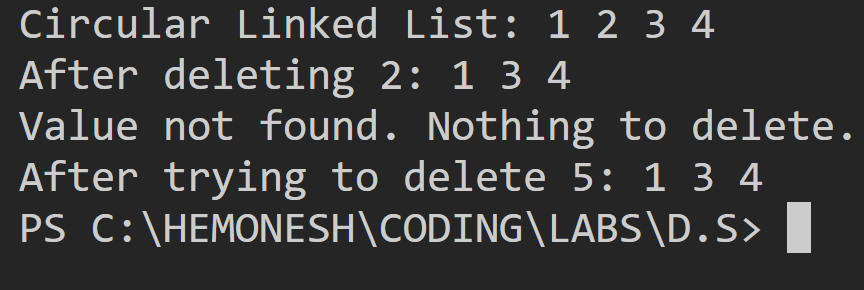 Circular Linked List: 1 2 3 4
After deleting 2: 1 3 4
Value not found. Nothing to delete.
After trying to delete 5: 1 3 4
PS C:\HEMONESH\CODING\LABS\D.S>